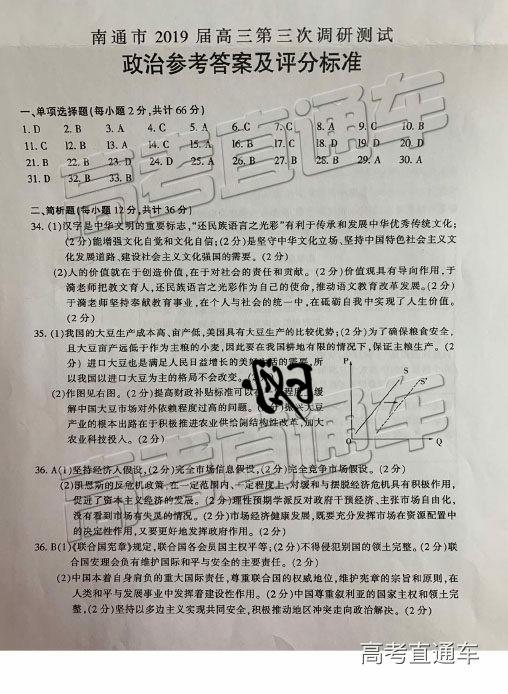 南通市 2019 届高三第三次调研测试
政治参考答案及评分标准
一、单项选择题(每小题 2 分,共计 66 分)
1. D 2. B 3. A 4. C 5. A 6. C 7. C 8. A 9. C 10. B
11. C 12. B 13. A 14. C 15. A 16. B 17. C 18. D 19. D 20. D
21. B 22. B 23. D 24. D 25. A 26. B 27. B 28. B 29. A 30. A
31. D 32. B 33. B
二、简析题(每小题 12 分,共计 36 分)
34. (1)汉字是中华文明的重要标志,“还民族语言之光彩”有利于传承和发展中华优秀传统文化;
(2 分)能增强文化自觉和文化自信;(2 分)是坚守中华文化立场、坚持中国特色社会主义文
化发展道路,建设社会主义文化强国的需要。(2 分)
(2)人的价值就在于创造价值,在于对社会的责任和贡献。(2 分)价值观具有导向作用,于
漪老师把教文育人,还民族语言之光彩作为自己的使命,推动语文教育改革发展。(2 分)
于漪老师坚持奉献教育事业,在个人与社会的统一中,在砥砺自我中实现了人生价值。
(2 分)
35. (1)我国的大豆生产成本高、亩产低,美国具有大豆生产的比较优势;(2 分)为了确保粮食安全,
且大豆亩产远低于作为主粮的小麦,因此要在我国耕地有限的情况下,保证主粮生产。(2
分) 进口大豆也是满足人民日益增长的美好生活的需要,所
以我国以进口大豆为主的格局不会改变。
(2)作图见右图。(2 分)提高财政补贴标准可以在 程度 缓
解中国大豆市场对外依赖程度过高的问题。(2 分)振兴大豆
产业的根本出路在于积极推进农业供给侧结构性改革,加大
农业科技投入。(2 分)
P
S
S'
O
Q
36. A(1)坚持经济人假设,(2 分)完全市场信息假设,(2 分)完全竞争市场假设。(2 分)
(2)凯恩斯的反危机政策,在一定范围内、一定程度上,对缓和与摆脱经济危机具有积极作用,
促进了资本主义经济的发展。(2 分)理性预期学派反对政府干预经济、主张市场自由化,
没有看到市场有失灵的情况。(2 分)市场经济健康发展,既要充分发挥市场在资源配置中
的决定性作用,又要更好地发挥政府作用。(2 分)
36. B(1)《联合国宪章》规定,联合国各会员国主权平等;(2 分)不得侵犯别国的领土完整。(2 分)联
合国安理会负有维护国际和平与安全的主要责任。(2 分)
(2)中国本着自身肩负的重大国际责任,尊重联合国的权威地位,维护宪章的宗旨和原则,在
人类和平与发展事业中发挥着建设性作用。(2 分)中国尊重叙利亚的国家主权和领土完
整,(2 分)坚持以多边主义实现共同安全,积极推动地区冲突走向政治解决。(2 分)
高考直通车
高考直通车
高考直通车
高考直通车